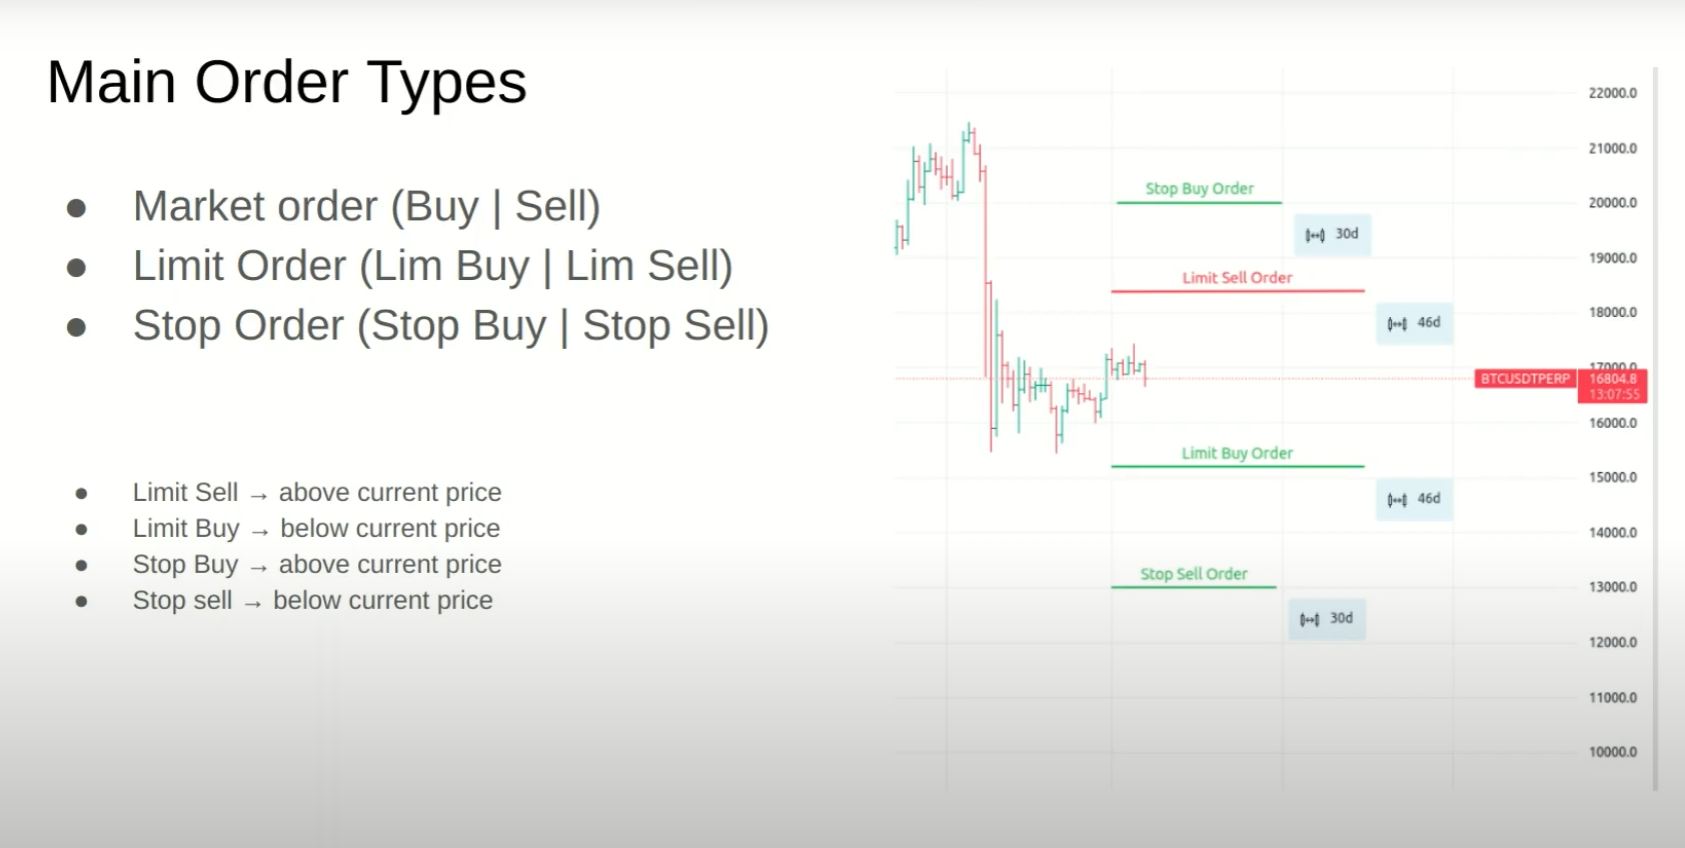 Main Order Types
● Market order (Buy | Sell)
● Limit Order (Lim Buy | Lim Sell)
● Stop Order (Stop Buy | Stop Sell)
● Limit Sell → above current price
● Limit Buy → below current price
● Stop Buy → above current price
● Stop sell → below current price
22000.0
21000.0
Stop Buy Order
20000.0
30d
19000.0
Limit Sell Order
18000.0
46d
17000.0
BTCUSDTPERP 16804.8
13:07:55
16000.0
Limit Buy Order
15000.0
46d
14000.0
Stop Sell Order
13000.0
30d
12000.0
11000.0
10000.0